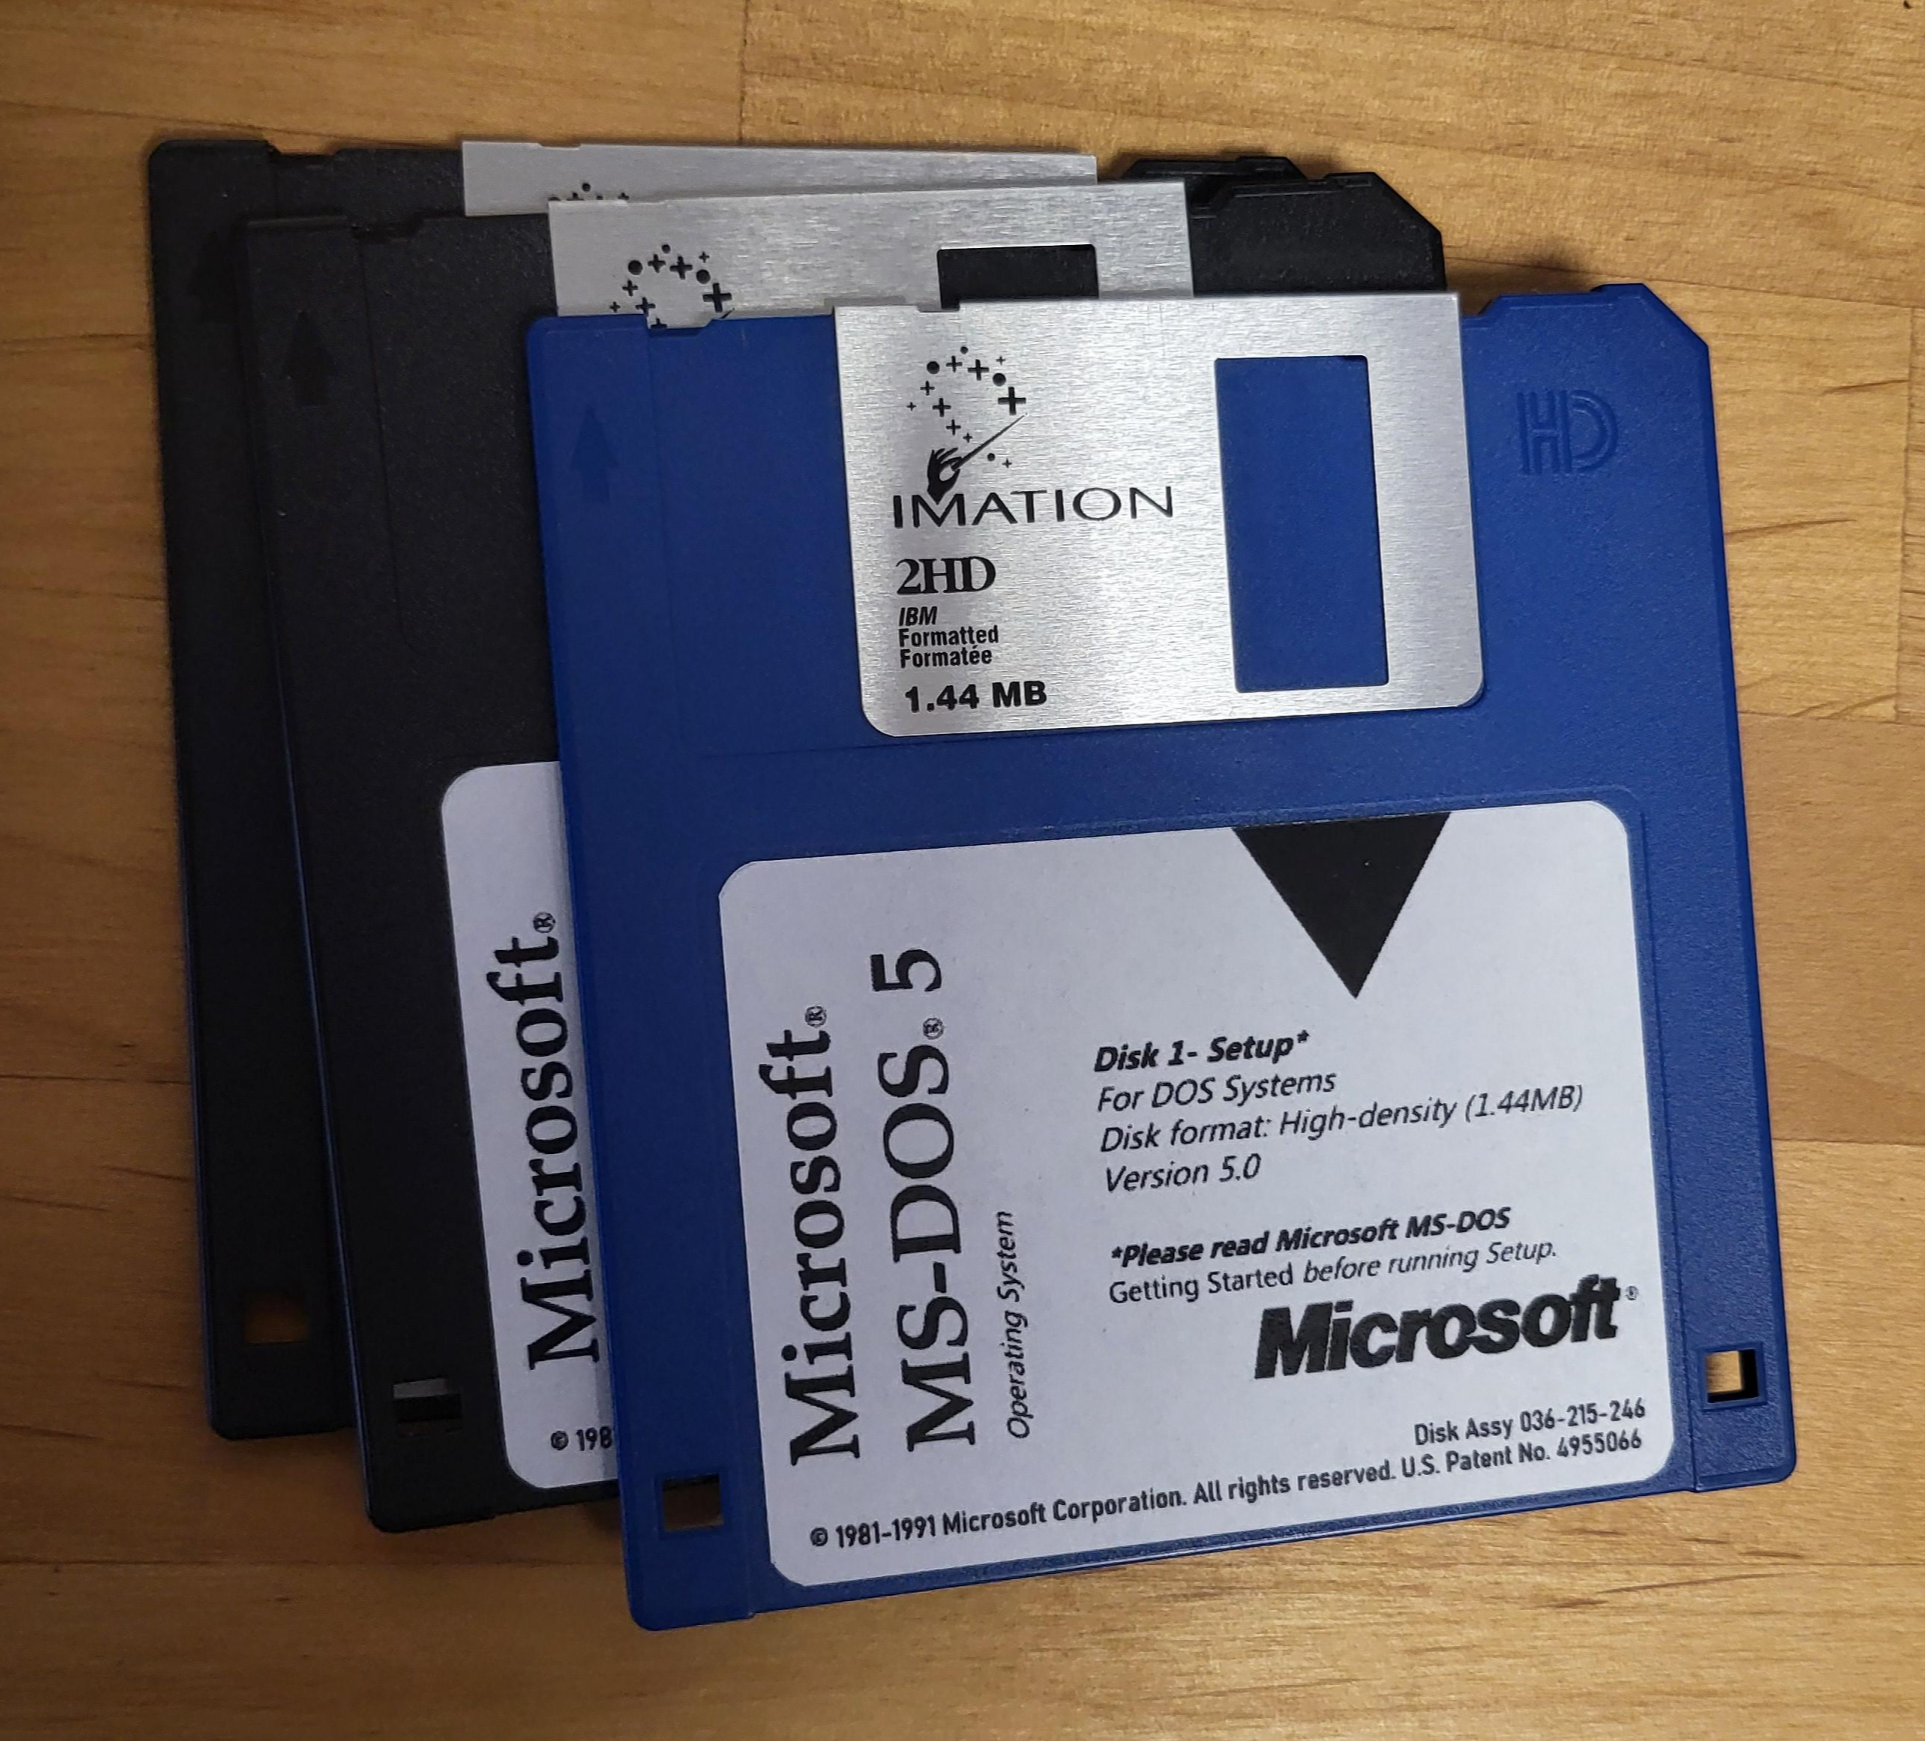 IMATION
2HD
IBM
Formatted
Formatée
1.44 MB
HD
Microsoft®
© 198
Microsoft®
MS-DOS® 5
Operating System
Disk 1- Setup*
For DOS Systems
Disk format: High-density (1.44MB)
Version 5.0
*Please read Microsoft MS-DOS
Getting Started before running Setup.
Microsoft®
Disk Assy 036-215-246
© 1981-1991 Microsoft Corporation. All rights reserved. U.S. Patent No. 4955066